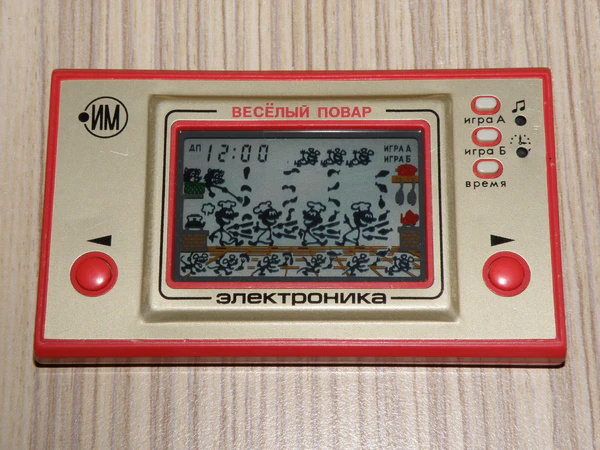 ИМ
ВЕСЁЛЫЙ ПОВАР
ДП 12:00
ИГРА А
ИГРА Б
игра А
игра Б
время
электроника